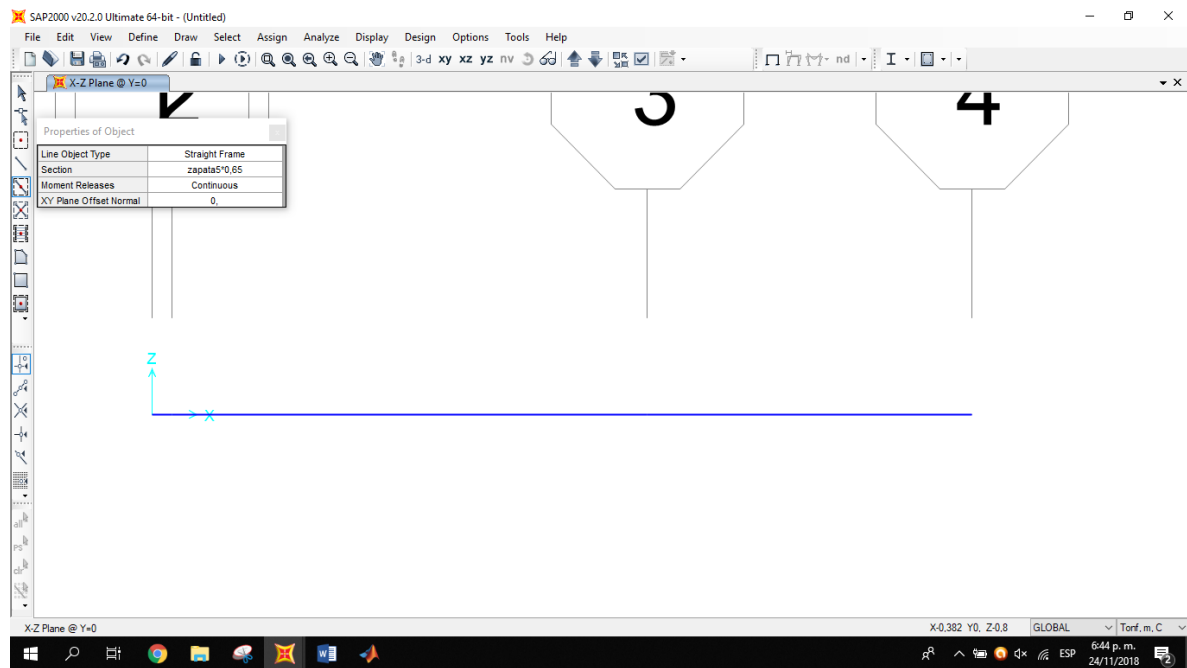 SAP2000 v20.2.0 Ultimate 64-bit - (Untitled)
File Edit View Define Draw Select Assign Analyze Display Design Options Tools Help
3-d xy xz yz nv nd
X-Z Plane @ Y=0
3 4
Properties of Object
Line Object Type Straight Frame
Section zapata5*0,65
Moment Releases Continuous
XY Plane Offset Normal 0,
Z
X
all
PS
clr
X-Z Plane @ Y=0 X-0,382 Y0, Z-0,8 GLOBAL Tonf, m, C
ESP 6:44 p. m.
24/11/2018 2